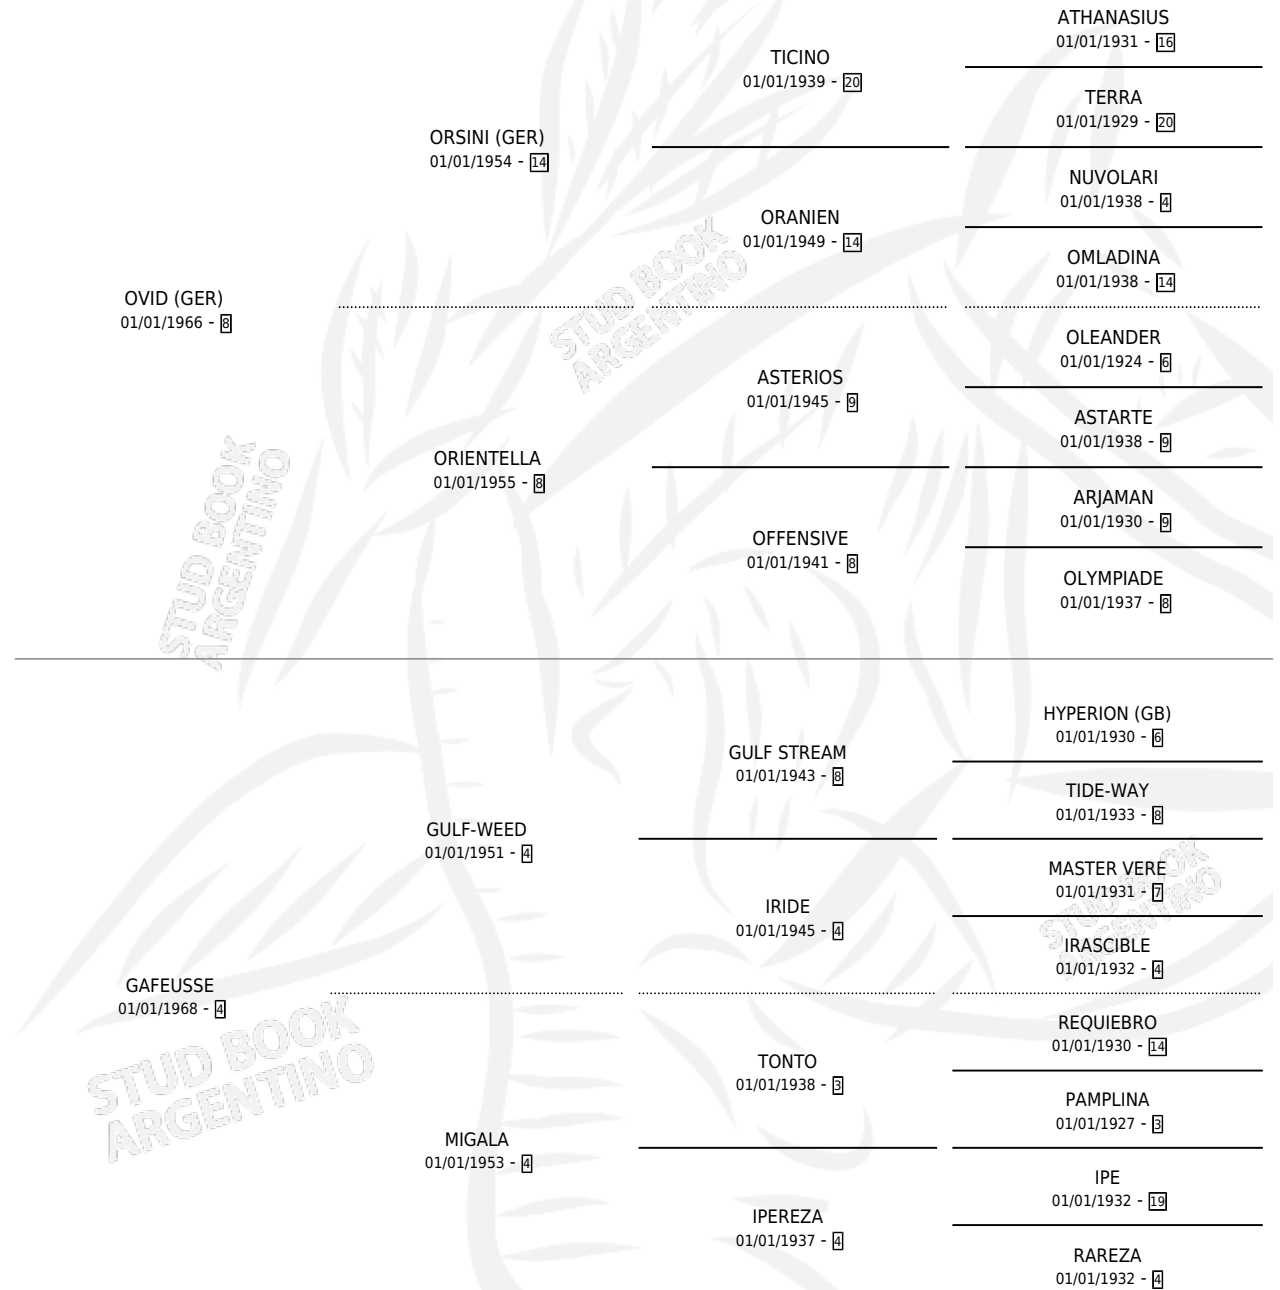 OVID (GER)
01/01/1966 - 8
ORSINI (GER)
01/01/1954 - 14
ORIENTELLA
01/01/1955 - 8
TICINO
01/01/1939 - 20
ORANIEN
01/01/1949 - 14
ASTERIOS
01/01/1945 - 9
OFFENSIVE
01/01/1941 - 8
ATHANASIUS
01/01/1931 - 16
TERRA
01/01/1929 - 20
NUVOLARI
01/01/1938 - 4
OMLADINA
01/01/1938 - 14
OLEANDER
01/01/1924 - 6
ASTARTE
01/01/1938 - 9
ARJAMAN
01/01/1930 - 9
OLYMPIADE
01/01/1937 - 8
GAFEUSSE
01/01/1968 - 4
GULF-WEED
01/01/1951 - 4
MIGALA
01/01/1953 - 4
GULF STREAM
01/01/1943 - 8
IRIDE
01/01/1945 - 4
TONTO
01/01/1938 - 3
IPEREZA
01/01/1937 - 4
HYPERION (GB)
01/01/1930 - 6
TIDE-WAY
01/01/1933 - 8
MASTER VERE
01/01/1931 - 7
IRASCIBLE
01/01/1932 - 4
REQUIEBRO
01/01/1930 - 14
PAMPLINA
01/01/1927 - 3
IPE
01/01/1932 - 19
RAREZA
01/01/1932 - 4
STUD BOOK
ARGENTINO
STUD BOOK
ARGENTINO
STUD BOOK
ARGENTINO
STUD BOOK
ARGENTINO